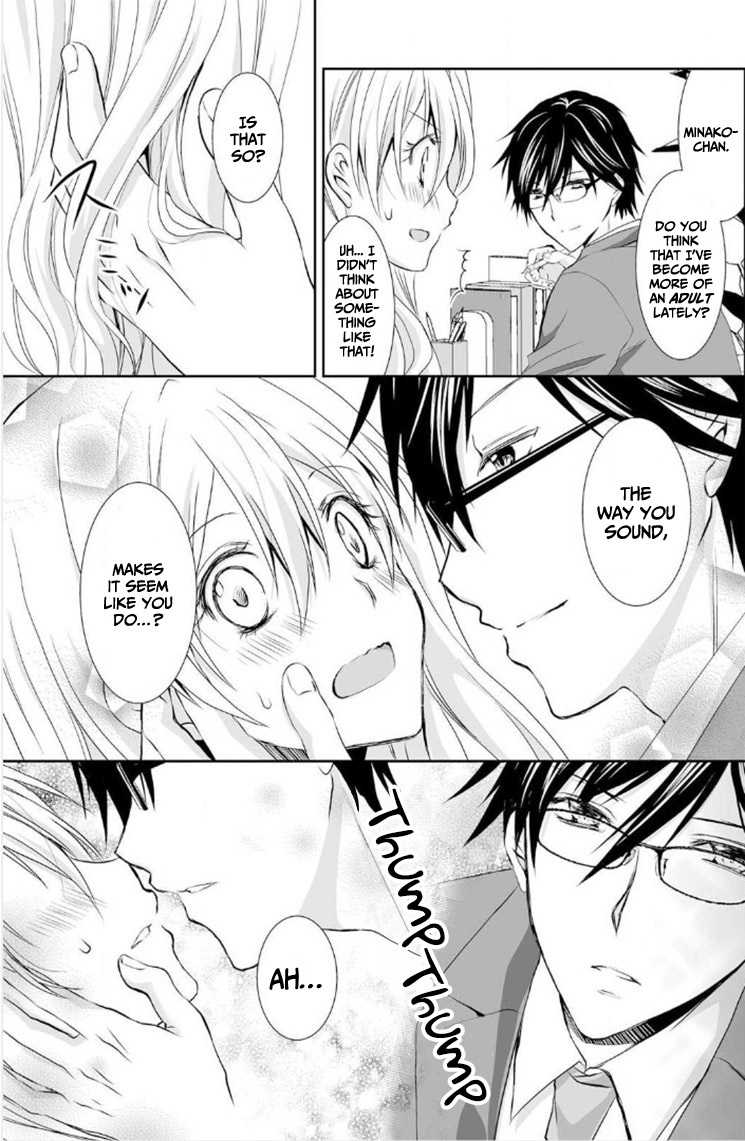 MINAKO-
CHAN.
DO YOU
THINK
THAT I'VE
BECOME
MORE OF
AN ADULT
LATELY?
UH... I
DIDN'T
THINK
ABOUT
SOME-
THING
LIKE
THAT!
IS
THAT
SO?
THE
WAY YOU
SOUND,
MAKES
IT SEEM
LIKE YOU
DO...?
THUMP THUMP
AH...